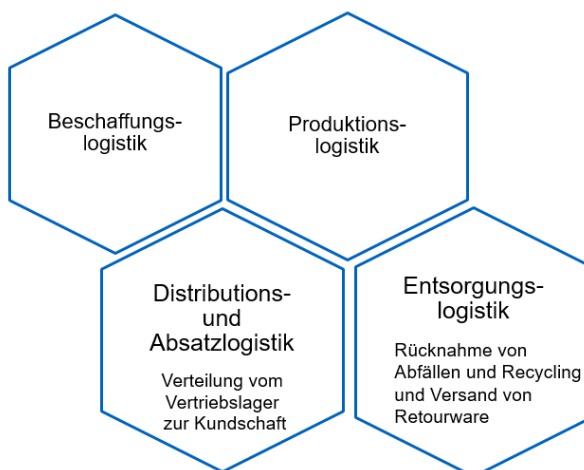 Beschaffungs-
logistik
Produktions-
logistik
Distributions-
und
Absatzlogistik
Verteilung vom
Vertriebslager
zur Kundschaft
Entsorgungs-
logistik
Rücknahme von
Abfällen und Recycling
und Versand von
Retourware